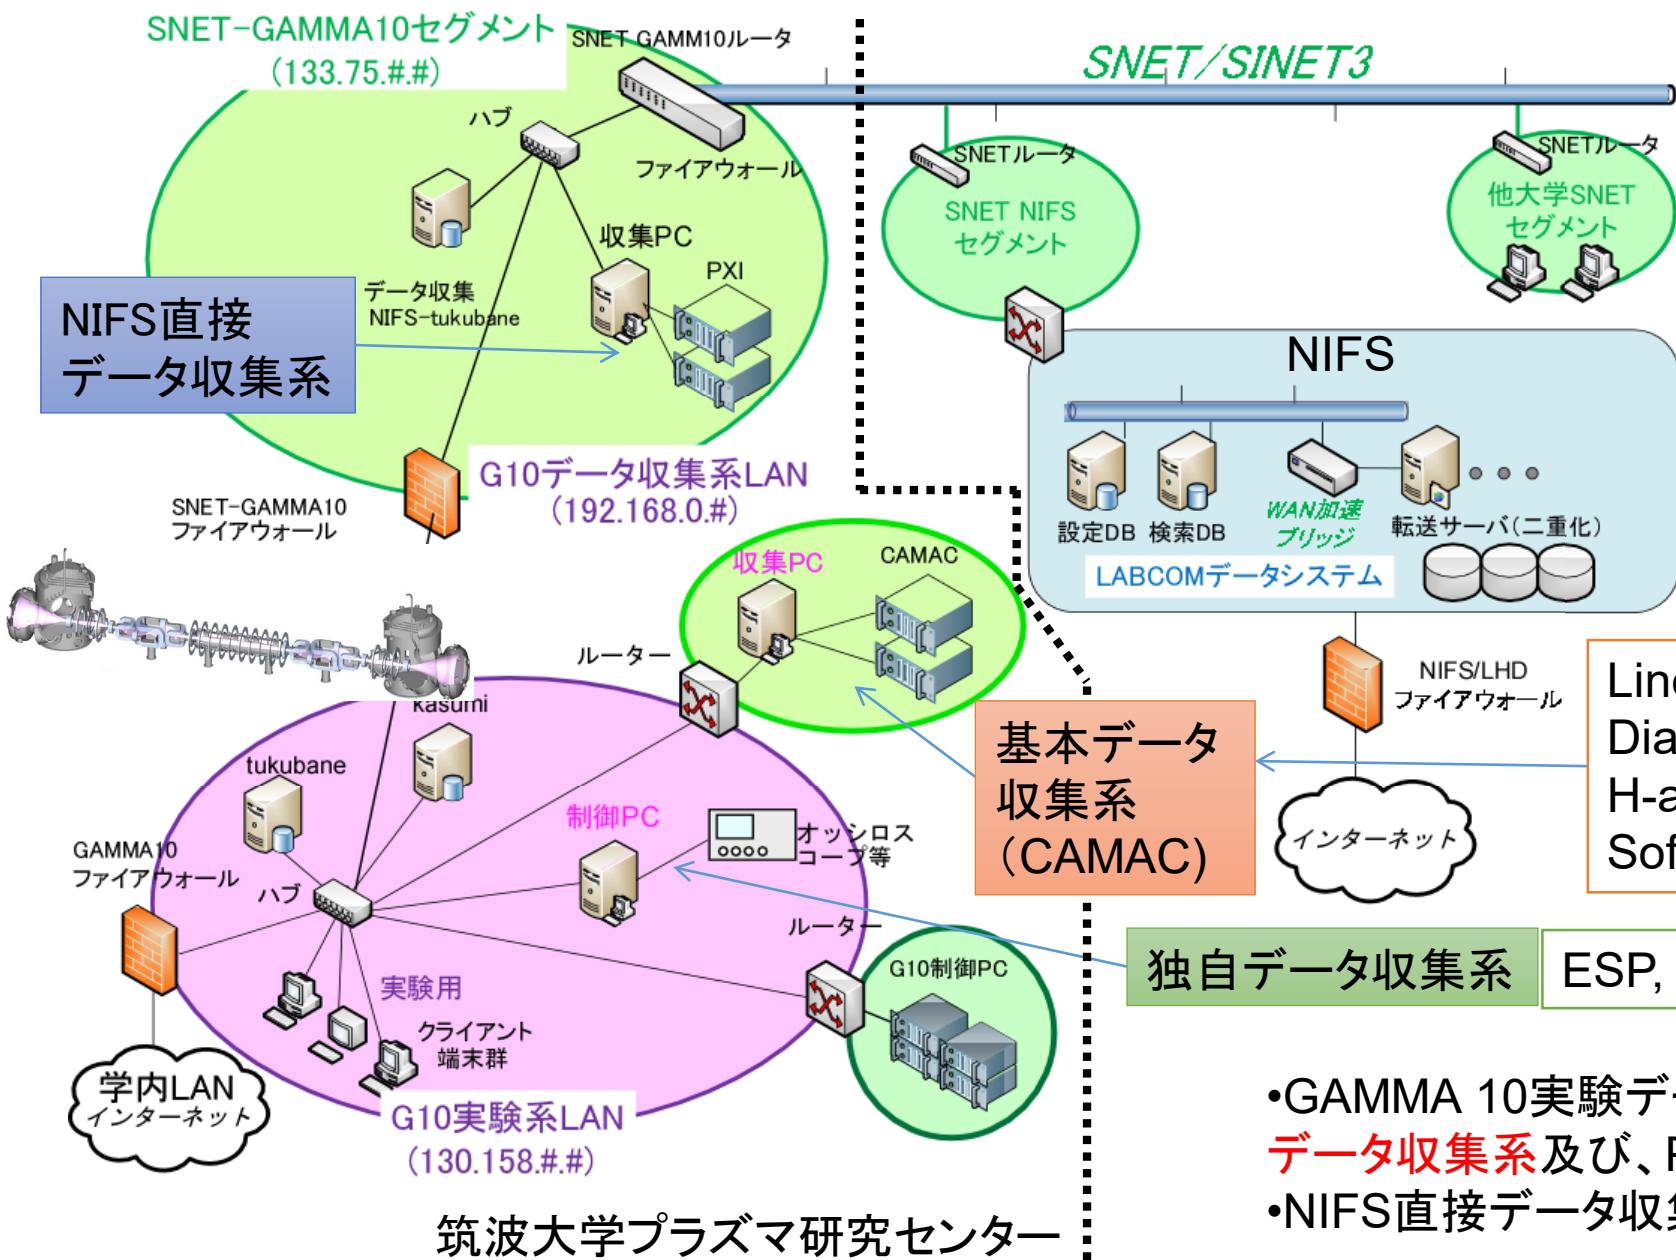 SNET-GAMMA10セグメント
(133.75.#.#)
SNET GAMM10ルータ
SNET/SINET3
ハブ
ファイアウォール
SNETルータ
SNET NIFS
セグメント
SNETルータ
他大学SNET
セグメント
収集PC
PXI
データ収集
NIFS-tukubane
NIFS直接
データ収集系
NIFS
設定DB
検索DB
WAN加速
ブリッジ
転送サーバ(二重化)
LABCOMデータシステム
G10データ収集系LAN
(192.168.0.#)
SNET-GAMMA10
ファイアウォール
収集PC
CAMAC
ルーター
NIFS/LHD
ファイアウォール
基本データ
収集系
(CAMAC)
H-a
インターネット
kasumi
tukubane
制御PC
オッシロス
コープ等
GAMMA10
ファイアウォール
ハブ
ルーター
G10制御PC
独自データ収集系
ESP,
実験用
クライアント
端末群
学内LAN
インターネット
G10実験系LAN
(130.158.#.#)
•GAMMA 10実験デ
データ収集系及び、
•NIFS直接データ収
筑波大学プラズマ研究センター